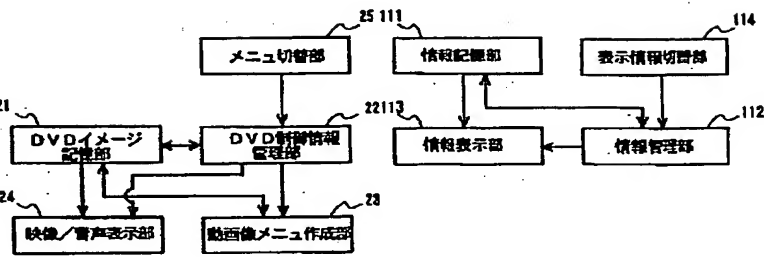 25 111
114
メニュー切替部
情報記憶部
表示情報切替部
21
22113
112
DVDイメージ
記憶部
DVD制御情報
管理部
情報表示部
情報管理部
24
23
映像/音声表示部
動画像メニュー作成部